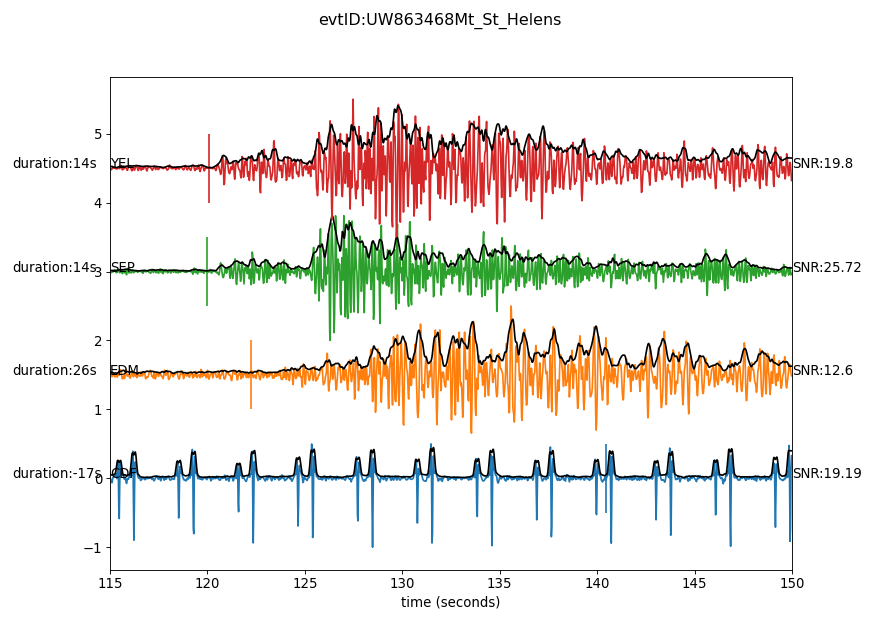 evtID:UW863468Mt_St_Helens
5
duration:14s YEL SNR:19.8
4
duration:14s 3 SEP SNR:25.72
2
duration:26s EDM SNR:12.6
1
duration:-17s CDF SNR:19.19
0
−1
115 120 125 130 135 140 145 150
time (seconds)